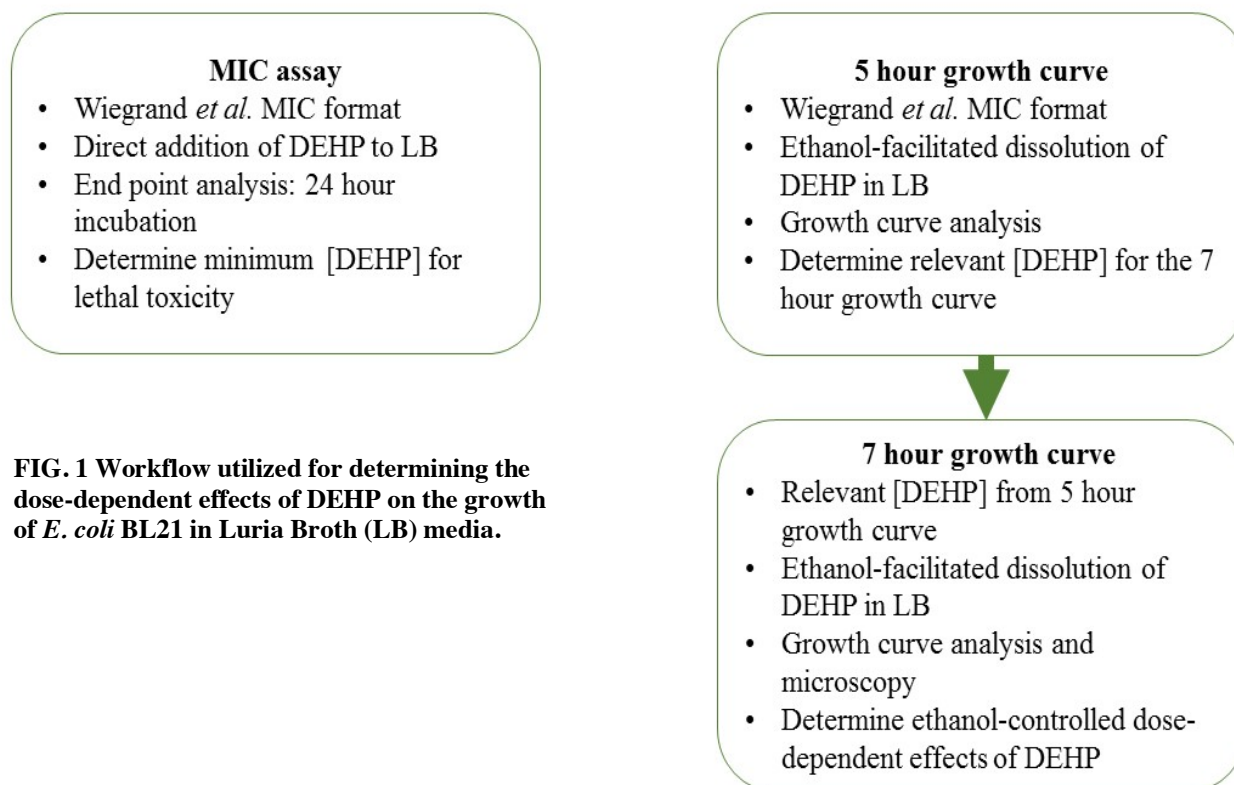 MIC assay
• Wiegrand et al. MIC format
• Direct addition of DEHP to LB
• End point analysis: 24 hour
incubation
• Determine minimum [DEHP] for
lethal toxicity
5 hour growth curve
• Wiegrand et al. MIC format
• Ethanol-facilitated dissolution of
DEHP in LB
• Growth curve analysis
• Determine relevant [DEHP] for the 7
hour growth curve
FIG. 1 Workflow utilized for determining the
dose-dependent effects of DEHP on the growth
of E. coli BL21 in Luria Broth (LB) media.
7 hour growth curve
• Relevant [DEHP] from 5 hour
growth curve
• Ethanol-facilitated dissolution of
DEHP in LB
• Growth curve analysis and
microscopy
• Determine ethanol-controlled dose-
dependent effects of DEHP